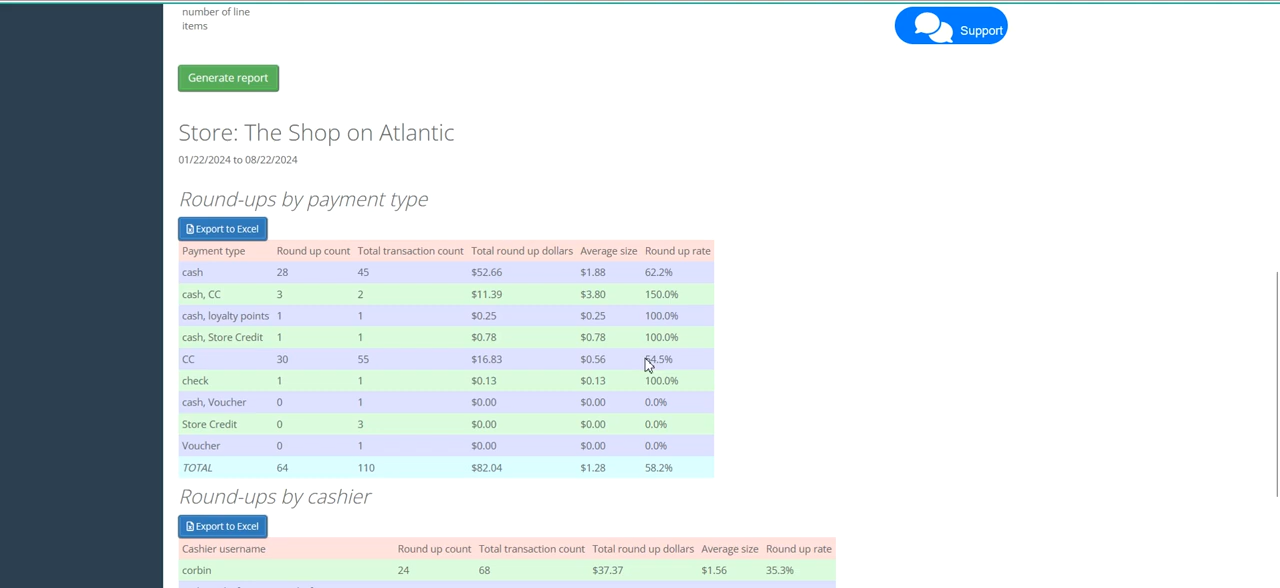 number of line
items
Support
Generate report
Store: The Shop on Atlantic
01/22/2024 to 08/22/2024
Round-ups by payment type
Export to Excel
Payment type Round up count Total transaction count Total round up dollars Average size Round up rate
cash 28 45 $52.66 $1.88 62.2%
cash, CC 3 2 $11.39 $3.80 150.0%
cash, loyalty points 1 1 $0.25 $0.25 100.0%
cash, Store Credit 1 1 $0.78 $0.78 100.0%
CC 30 55 $16.83 $0.56 54.5%
check 1 1 $0.13 $0.13 100.0%
cash, Voucher 0 1 $0.00 $0.00 0.0%
Store Credit 0 3 $0.00 $0.00 0.0%
Voucher 0 1 $0.00 $0.00 0.0%
TOTAL 64 110 $82.04 $1.28 58.2%
Round-ups by cashier
Export to Excel
Cashier username Round up count Total transaction count Total round up dollars Average size Round up rate
corbin 24 68 $37.37 $1.56 35.3%